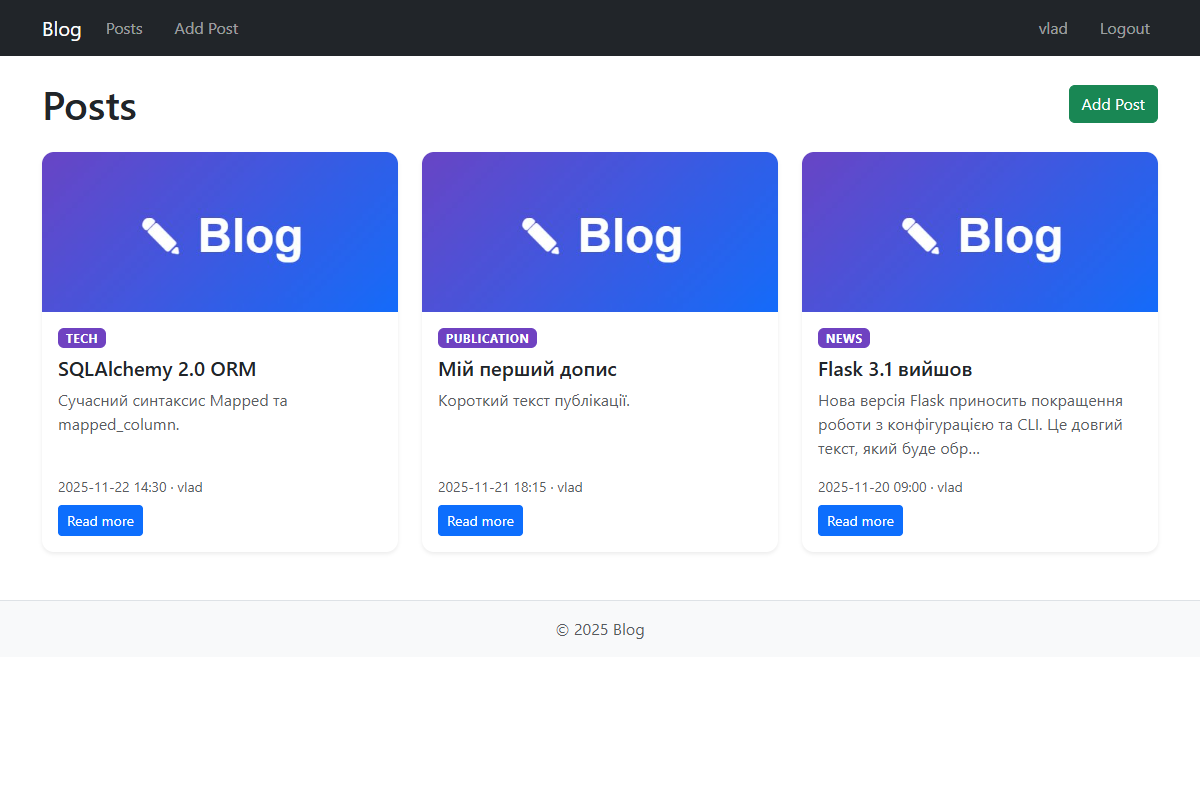 Blog Posts Add Post vlad Logout
Posts
Add Post
Blog
TECH
SQLAlchemy 2.0 ORM
Сучасний синтаксис Mapped та
mapped_column.
2025-11-22 14:30 · vlad
Read more
Blog
PUBLICATION
Мій перший допис
Короткий текст публікації.
2025-11-21 18:15 · vlad
Read more
Blog
NEWS
Flask 3.1 вийшов
Нова версія Flask приносить покращення
роботи з конфігурацією та CLI. Це довгий
текст, який буде обр...
2025-11-20 09:00 · vlad
Read more
© 2025 Blog